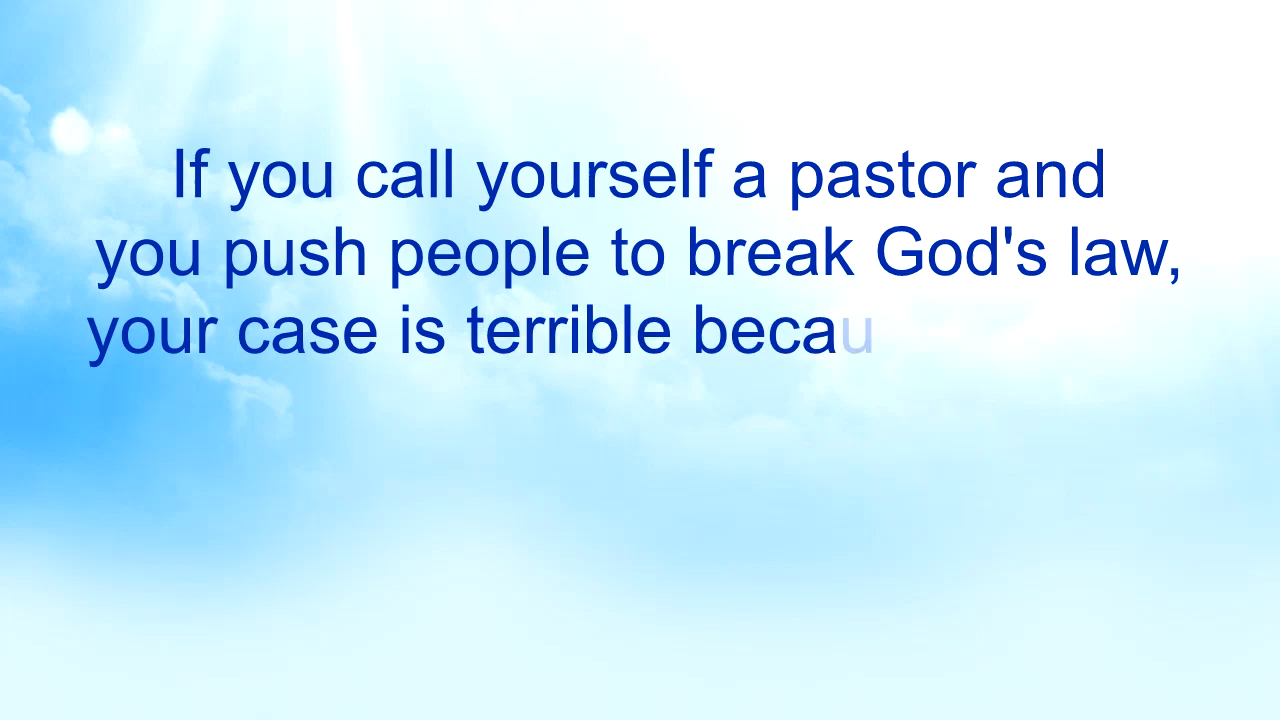 If you call yourself a pastor and
you push people to break God's law,
your case is terrible becau